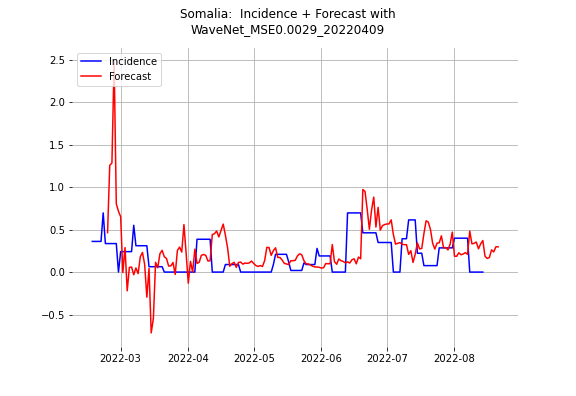 Somalia:  Incidence + Forecast with
WaveNet_MSE0.0029_20220409
Incidence
Forecast
2.5
2.0
1.5
1.0
0.5
0.0
−0.5
2022-03 2022-04 2022-05 2022-06 2022-07 2022-08